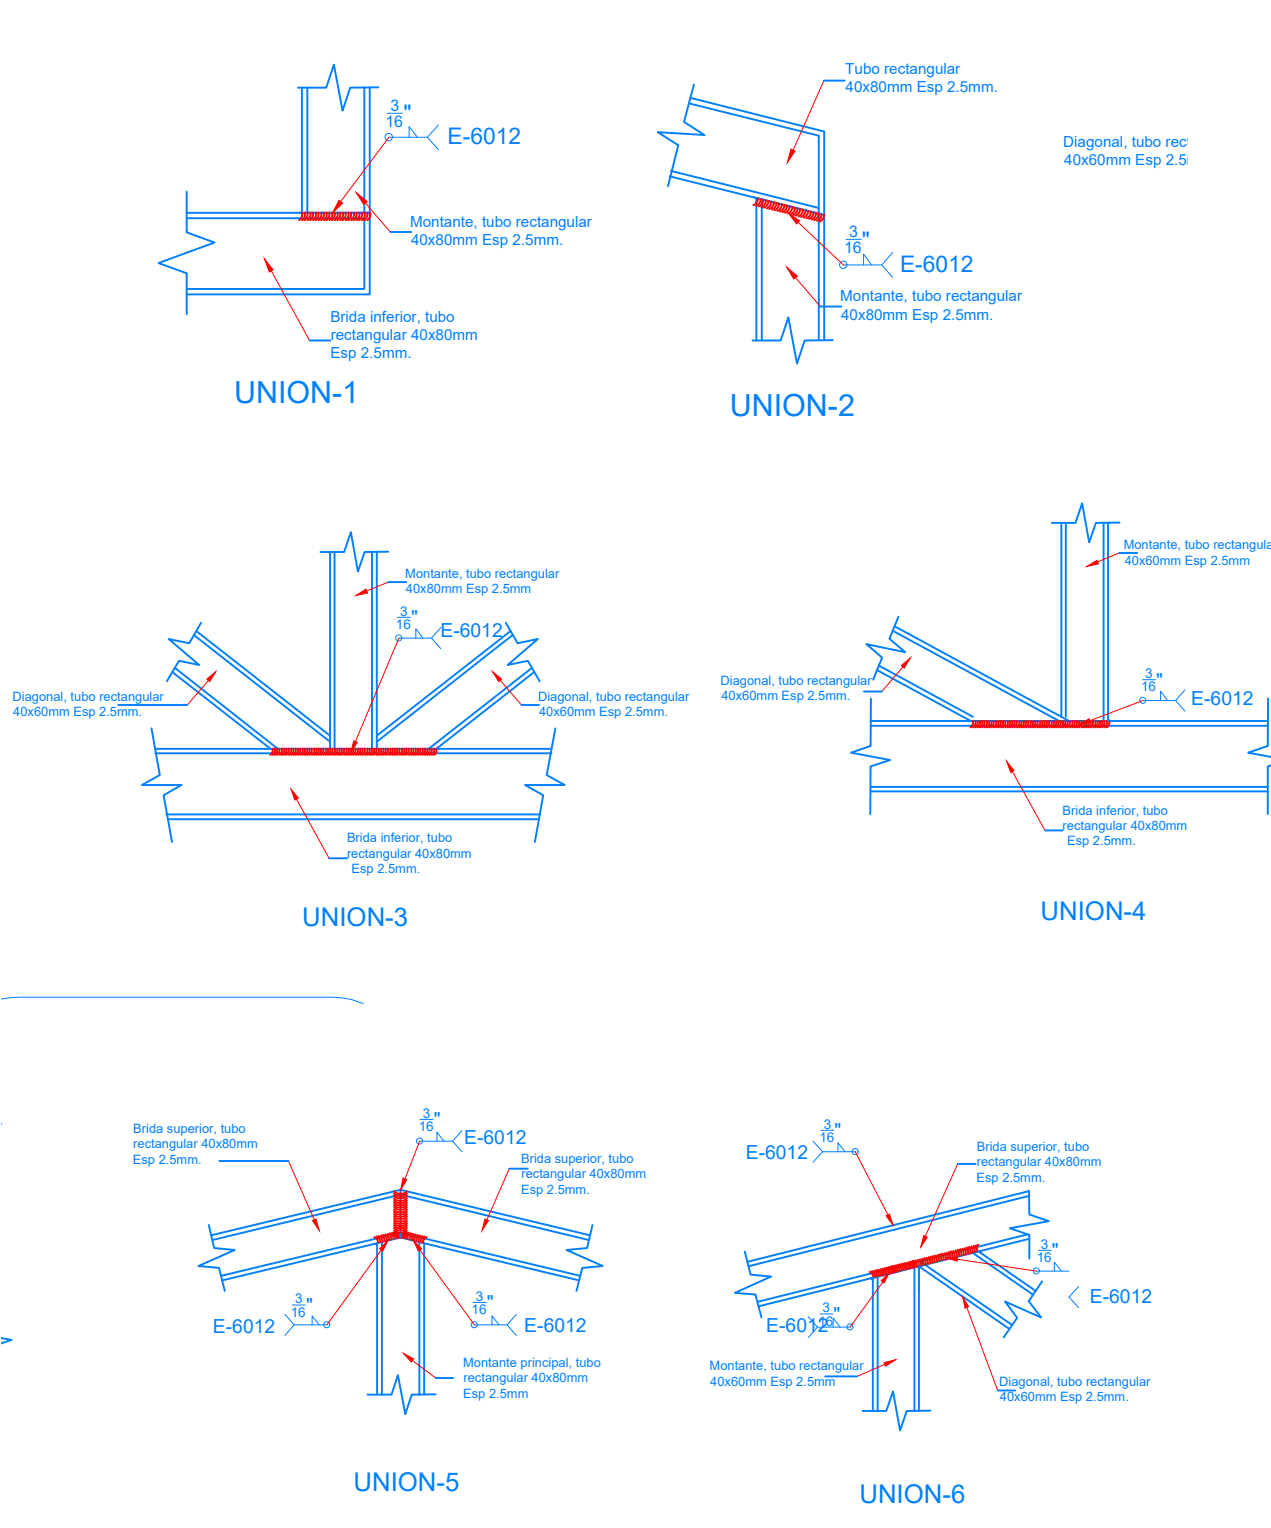 3
16"
E-6012
Montante, tubo rectangular
40x80mm Esp 2.5mm.
Brida inferior, tubo
rectangular 40x80mm
Esp 2.5mm.
UNION-1
Tubo rectangular
40x80mm Esp 2.5mm.
3
16"
E-6012
Montante, tubo rectangular
40x80mm Esp 2.5mm.
UNION-2
Diagonal, tubo rect
40x60mm Esp 2.5
Montante, tubo rectangular
40x80mm Esp 2.5mm
3
16"
E-6012
Diagonal, tubo rectangular
40x60mm Esp 2.5mm.
Diagonal, tubo rectangular
40x60mm Esp 2.5mm.
Brida inferior, tubo
rectangular 40x80mm
Esp 2.5mm.
UNION-3
Montante, tubo rectangula
40x60mm Esp 2.5mm
Diagonal, tubo rectangular
40x60mm Esp 2.5mm.
3
16"
E-6012
Brida inferior, tubo
rectangular 40x80mm
Esp 2.5mm.
UNION-4
3
16"
E-6012
Brida superior, tubo
rectangular 40x80mm
Esp 2.5mm.
Brida superior, tubo
rectangular 40x80mm
Esp 2.5mm.
3
16"
E-6012
3
16"
E-6012
Montante principal, tubo
rectangular 40x80mm
Esp 2.5mm
UNION-5
3
16"
E-6012
Brida superior, tubo
rectangular 40x80mm
Esp 2.5mm.
3
16"
E-6012
3
16"
E-6012
Montante, tubo rectangular
40x60mm Esp 2.5mm
Diagonal, tubo rectangular
40x60mm Esp 2.5mm.
UNION-6